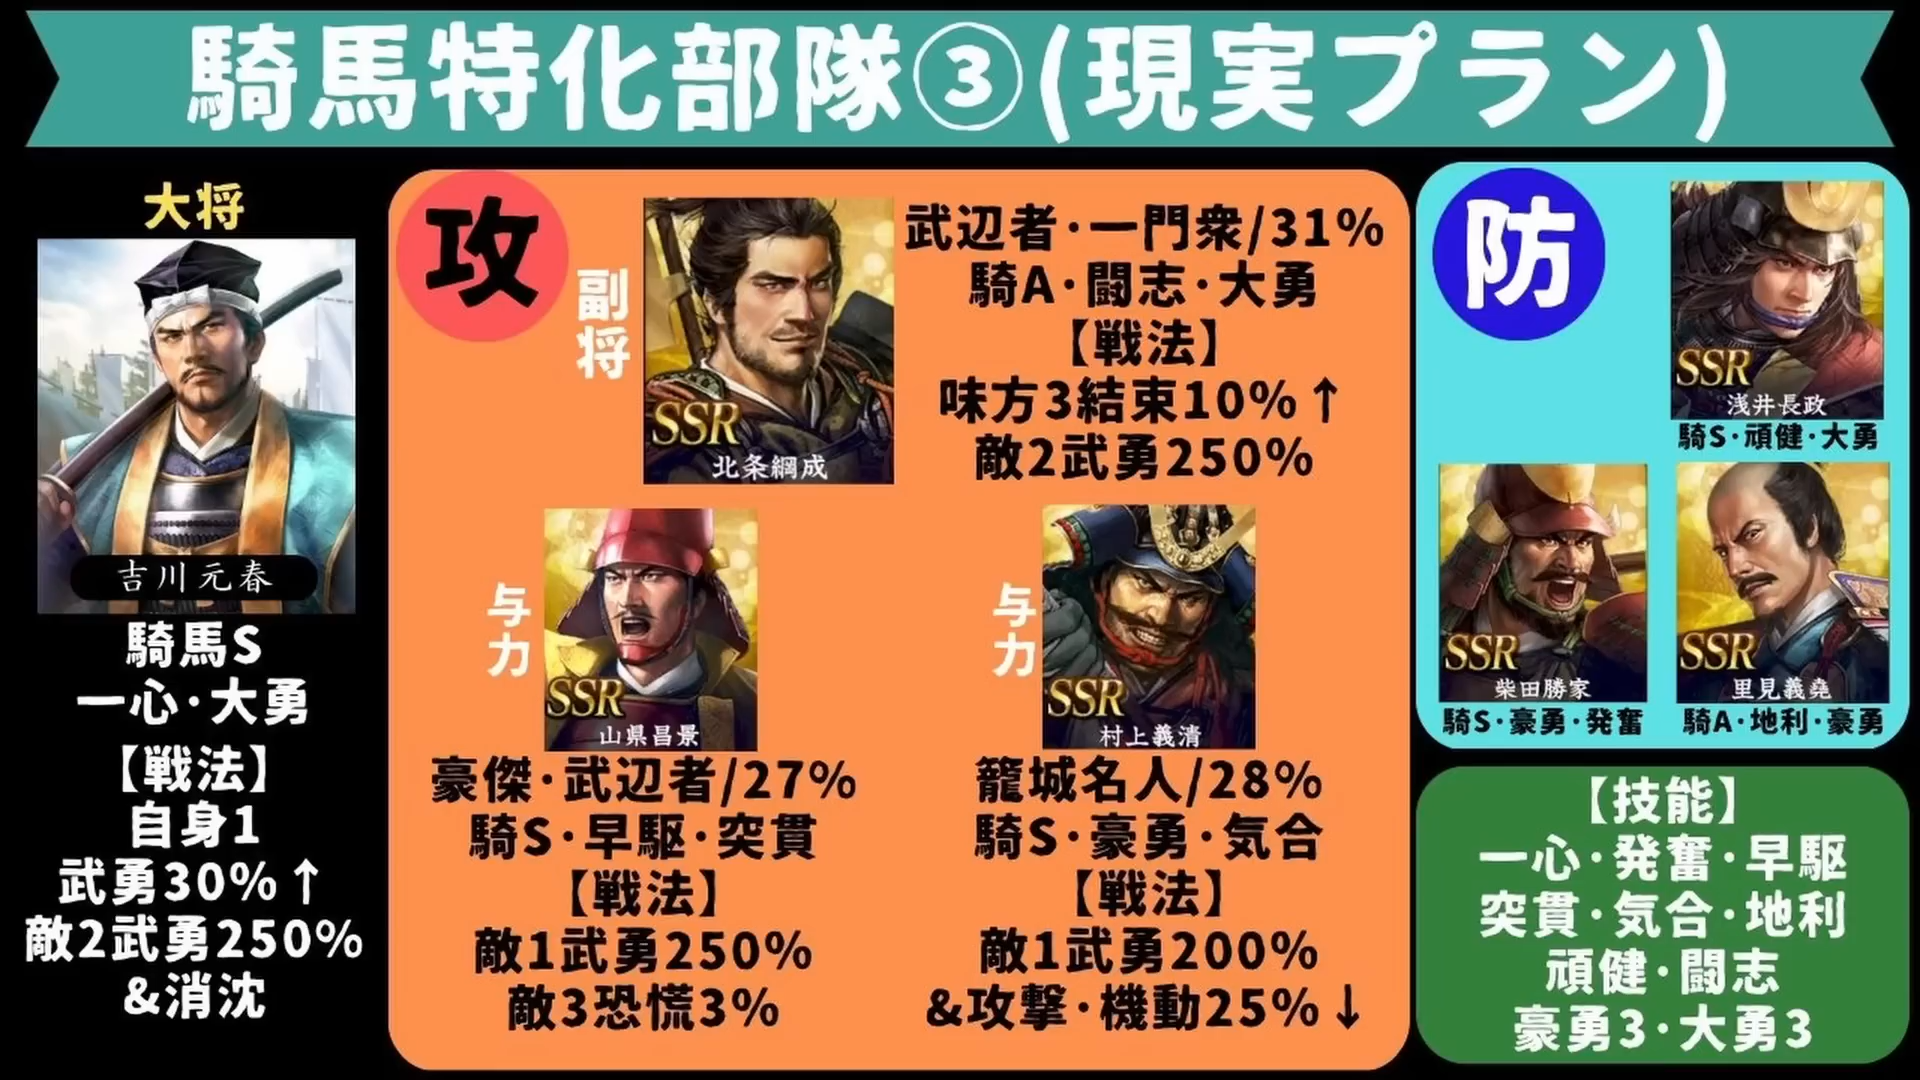 騎馬特化部隊③(現実プラン)
大将
吉川元春
騎馬S
一心・大勇
【戦法】
自身1
武勇30%↑
敵2武勇250%
&消沈
攻
副将
SSR
北条綱成
武辺者・一門衆/31%
騎A・闘志・大勇
【戦法】
味方3結束10%↑
敵2武勇250%
与力
SSR
山県昌景
豪傑・武辺者/27%
騎S・早駆・突貫
【戦法】
敵1武勇250%
敵3恐慌3%
与力
SSR
村上義清
籠城名人/28%
騎S・豪勇・気合
【戦法】
敵1武勇200%
&攻撃・機動25%↓
防
SSR
浅井長政
騎S・頑健・大勇
SSR
柴田勝家
騎S・豪勇・発奮
SSR
里見義堯
騎A・地利・豪勇
【技能】
一心・発奮・早駆
突貫・気合・地利
頑健・闘志
豪勇3・大勇3